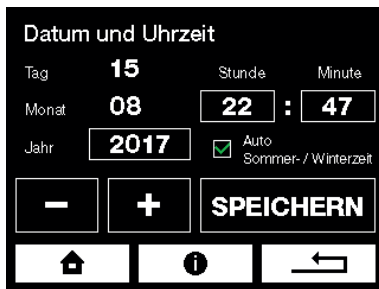 Datum und Uhrzeit
Tag 15 Stunde Minute
Monat 08 22 : 47
Jahr 2017 Auto
Sommer- / Winterzeit
− + SPEICHERN